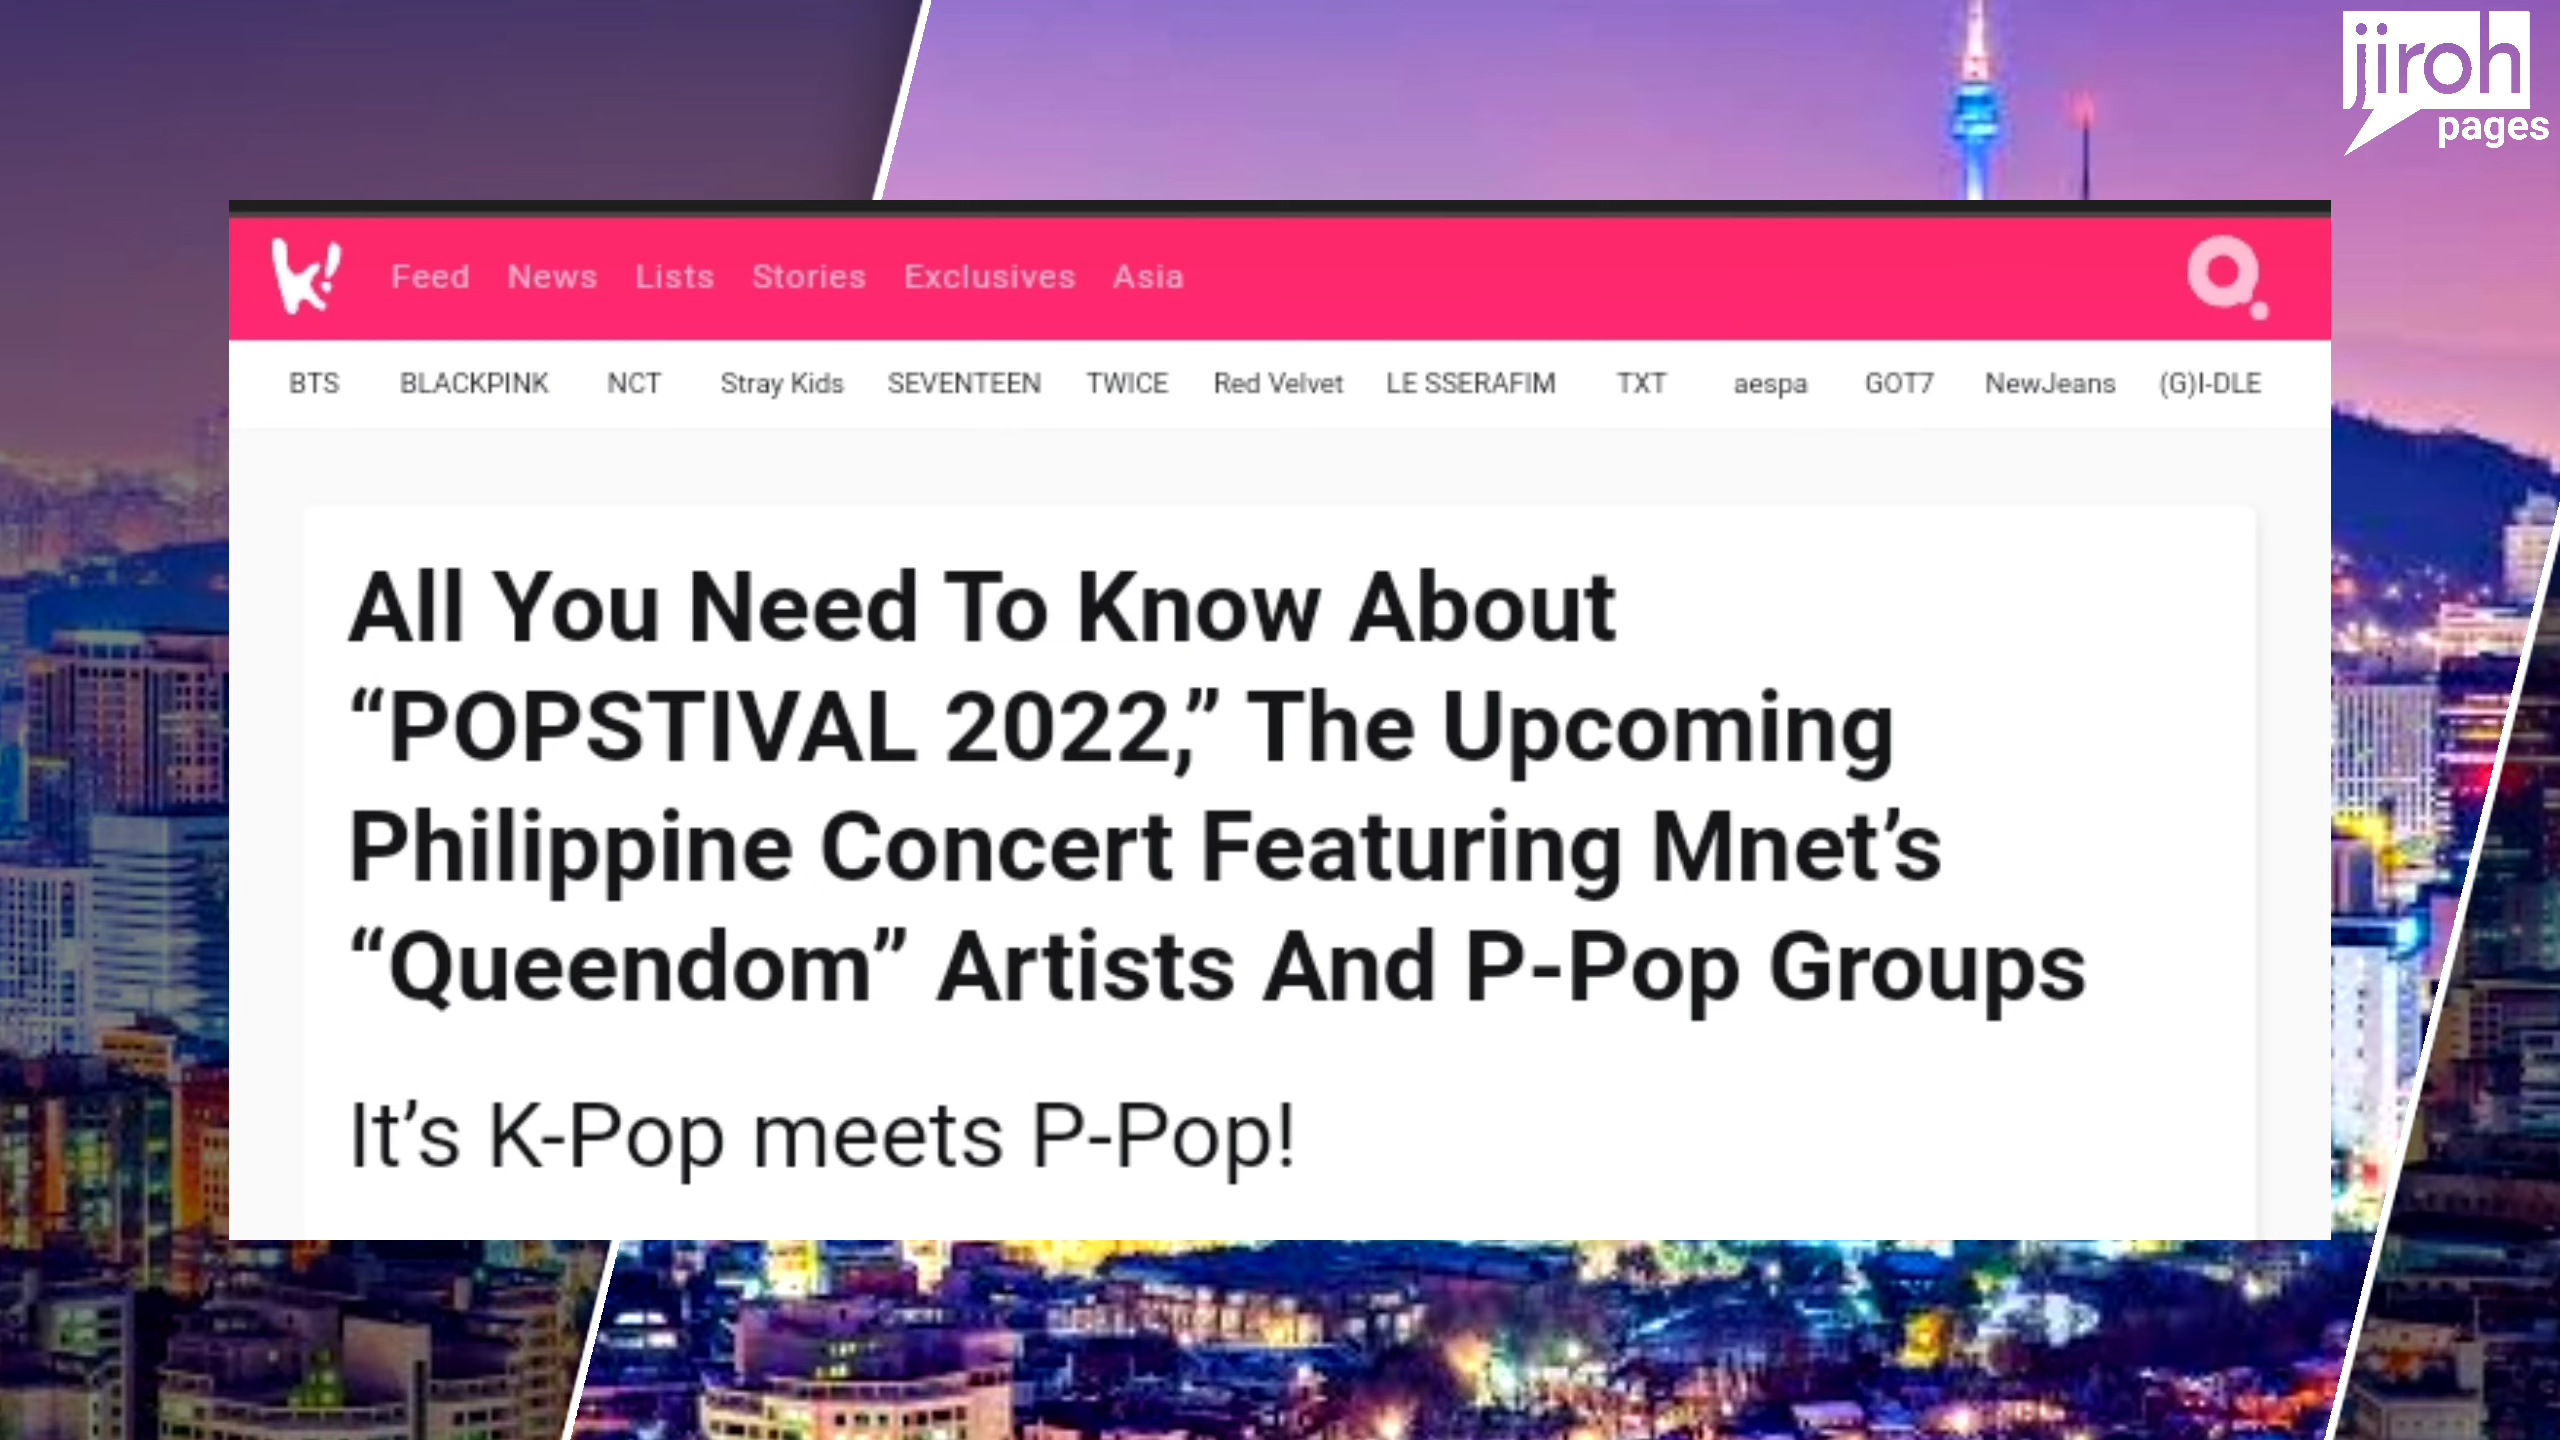 jiroh
pages
k!
Feed News Lists Stories Exclusives Asia
BTS BLACKPINK NCT Stray Kids SEVENTEEN TWICE Red Velvet LE SSERAFIM TXT aespa GOT7 NewJeans (G)I-DLE
All You Need To Know About
“POPSTIVAL 2022,” The Upcoming
Philippine Concert Featuring Mnet’s
“Queendom” Artists And P-Pop Groups
It’s K-Pop meets P-Pop!